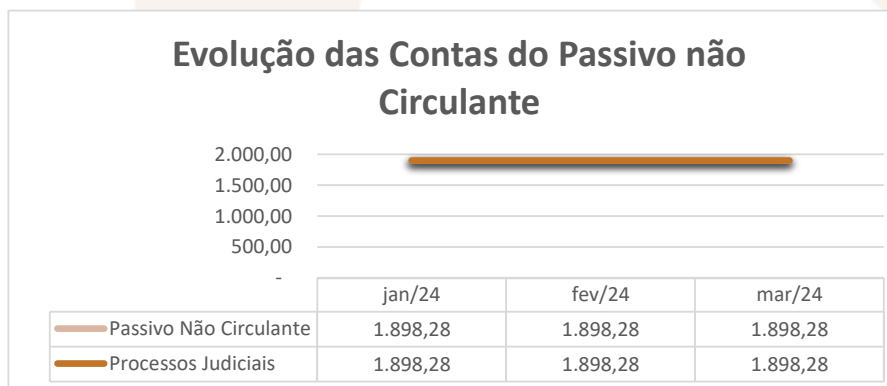 Evolução das Contas do Passivo não
Circulante
2.000,00
1.500,00
1.000,00
500,00
-
jan/24 fev/24 mar/24
Passivo Não Circulante 1.898,28 1.898,28 1.898,28
Processos Judiciais 1.898,28 1.898,28 1.898,28